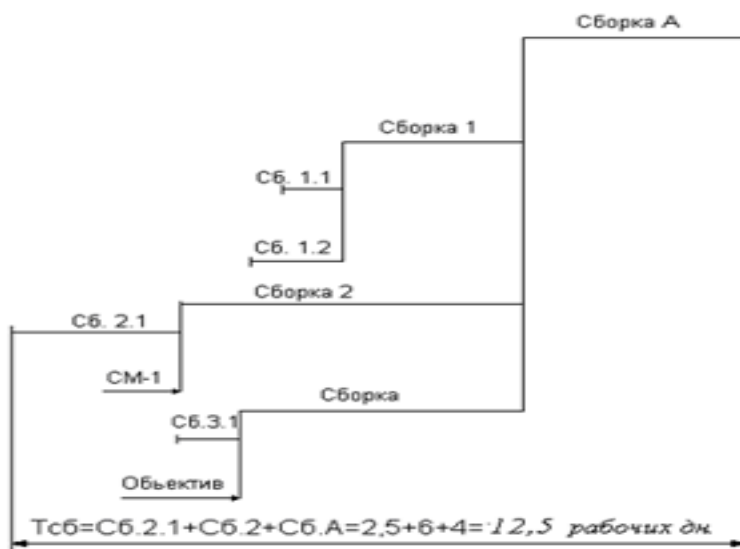 Сборка А
Сборка 1
Сб. 1.1
Сб. 1.2
Сборка 2
Сб. 2.1
СМ-1
Сборка
Сб.3.1
Обьектив
Тсб=Сб.2.1+Сб.2+Сб.А=2,5+6+4=12,5 рабочих дн.